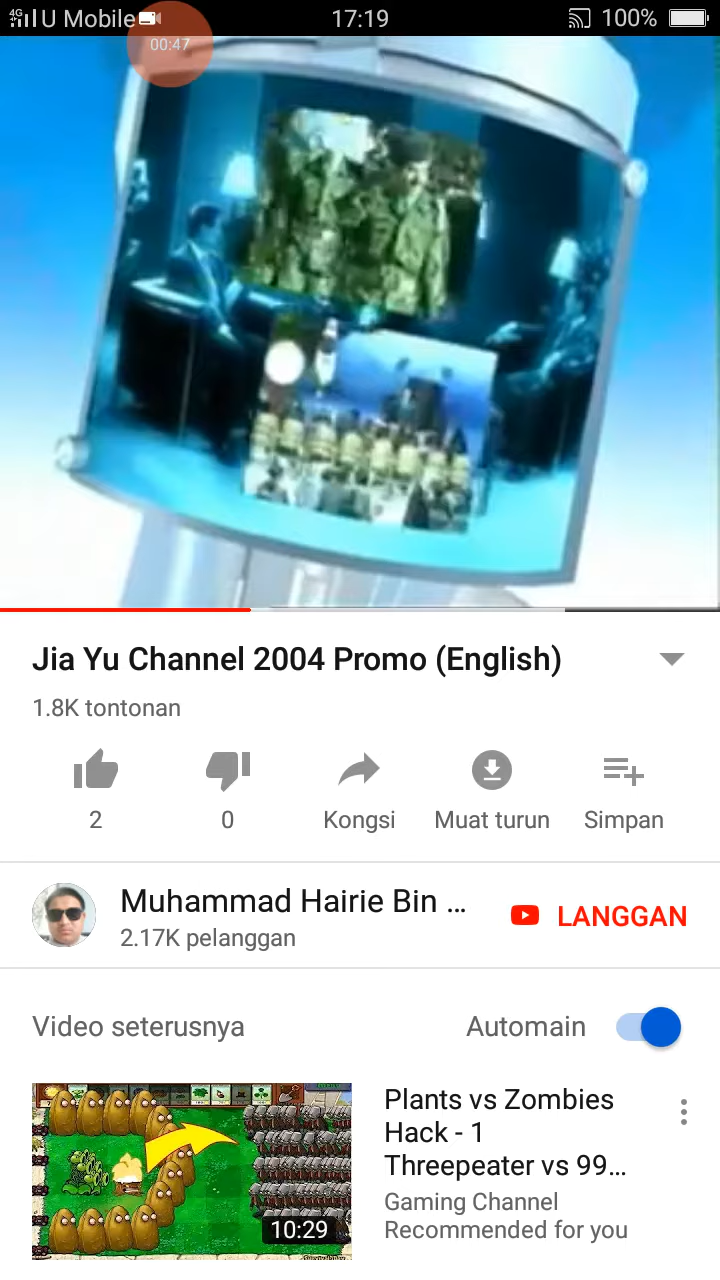 4G U Mobile 17:19 100%
00:47
Jia Yu Channel 2004 Promo (English)
1.8K tontonan
2 0 Kongsi Muat turun Simpan
Muhammad Hairie Bin ...
2.17K pelanggan
LANGGAN
Video seterusnya Automain
Plants vs Zombies
Hack - 1
Threepeater vs 99...
Gaming Channel
Recommended for you
10:29